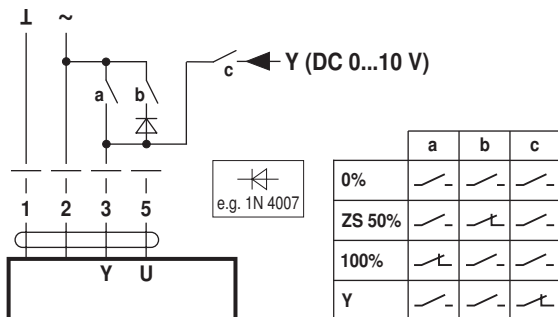 ⊥ ~
c Y (DC 0...10 V)
a b
1 2 3 5
Y U
e.g. 1N 4007
a b c
0%
ZS 50%
100%
Y